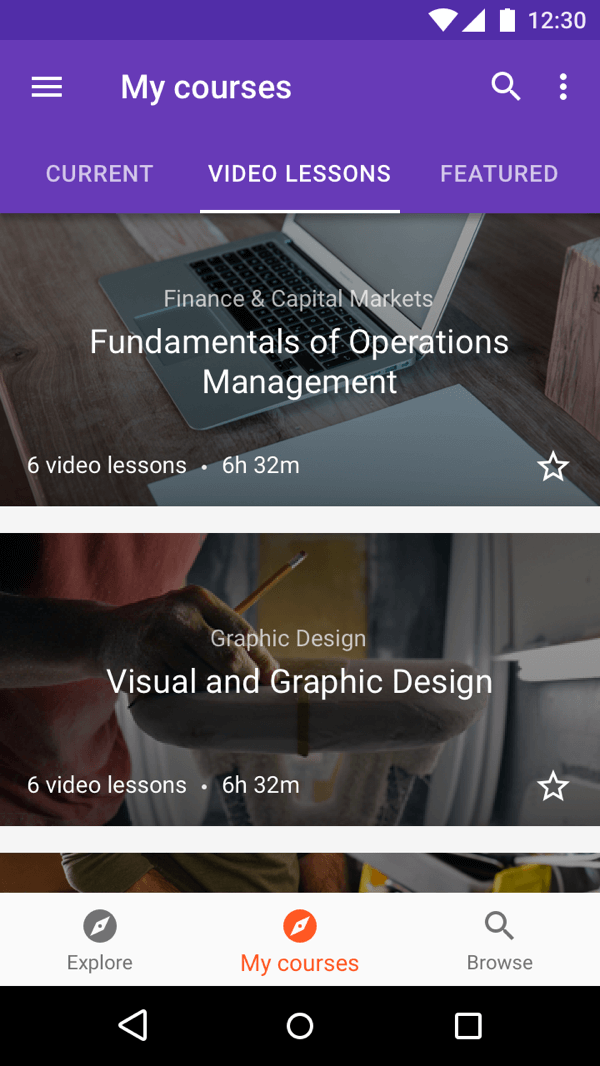 12:30
My courses
CURRENT
VIDEO LESSONS
FEATURED
Finance & Capital Markets
Fundamentals of Operations
Management
6 video lessons • 6h 32m
Graphic Design
Visual and Graphic Design
6 video lessons • 6h 32m
Explore
My courses
Browse